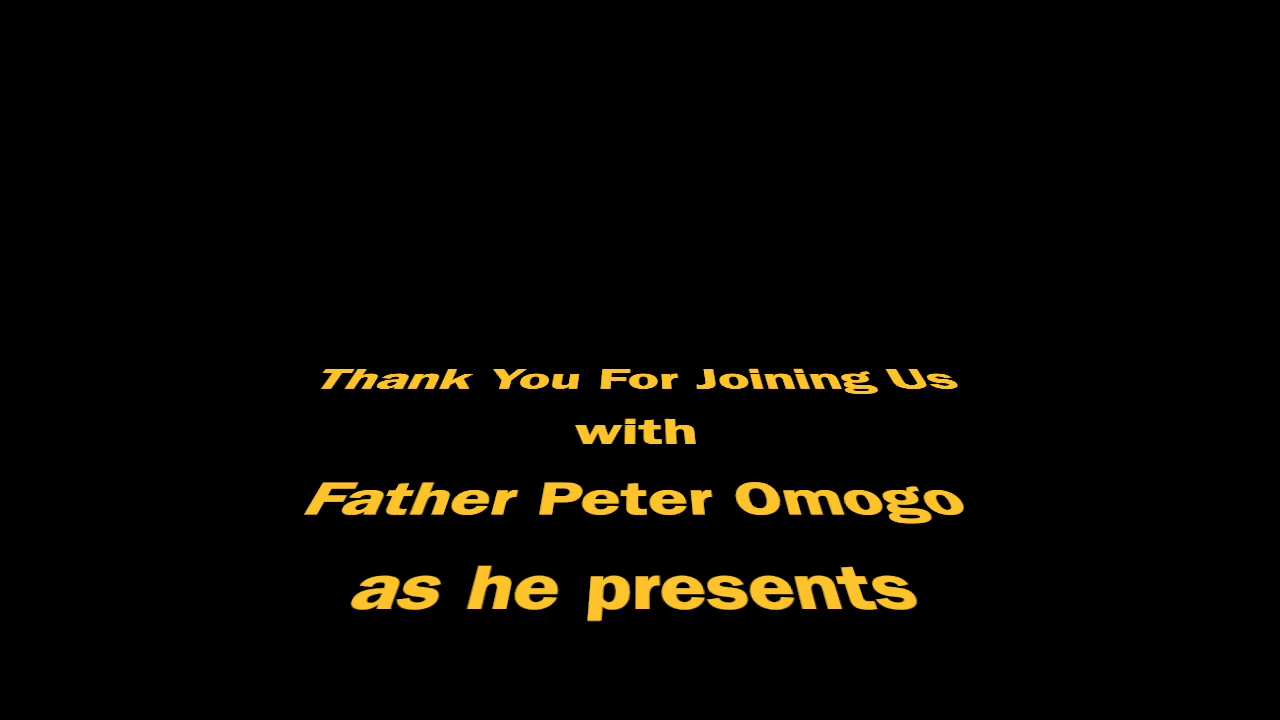 Thank You For Joining Us
with
Father Peter Omogo
as he presents